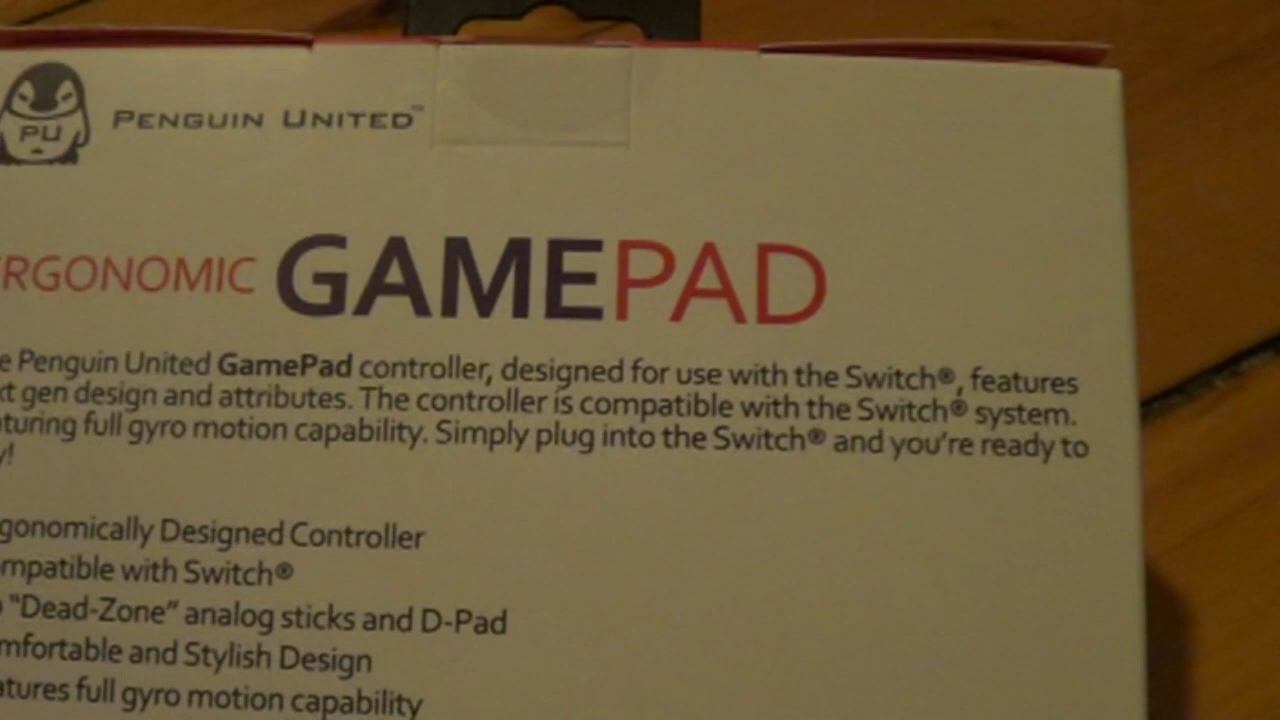 PU PENGUIN UNITED™
RGONOMIC GAMEPAD
e Penguin United GamePad controller, designed for use with the Switch®, features
xt gen design and attributes. The controller is compatible with the Switch® system.
turing full gyro motion capability. Simply plug into the Switch® and you're ready to
y!
gonomically Designed Controller
mpatible with Switch®
o "Dead-Zone" analog sticks and D-Pad
mfortable and Stylish Design
atures full gyro motion capability